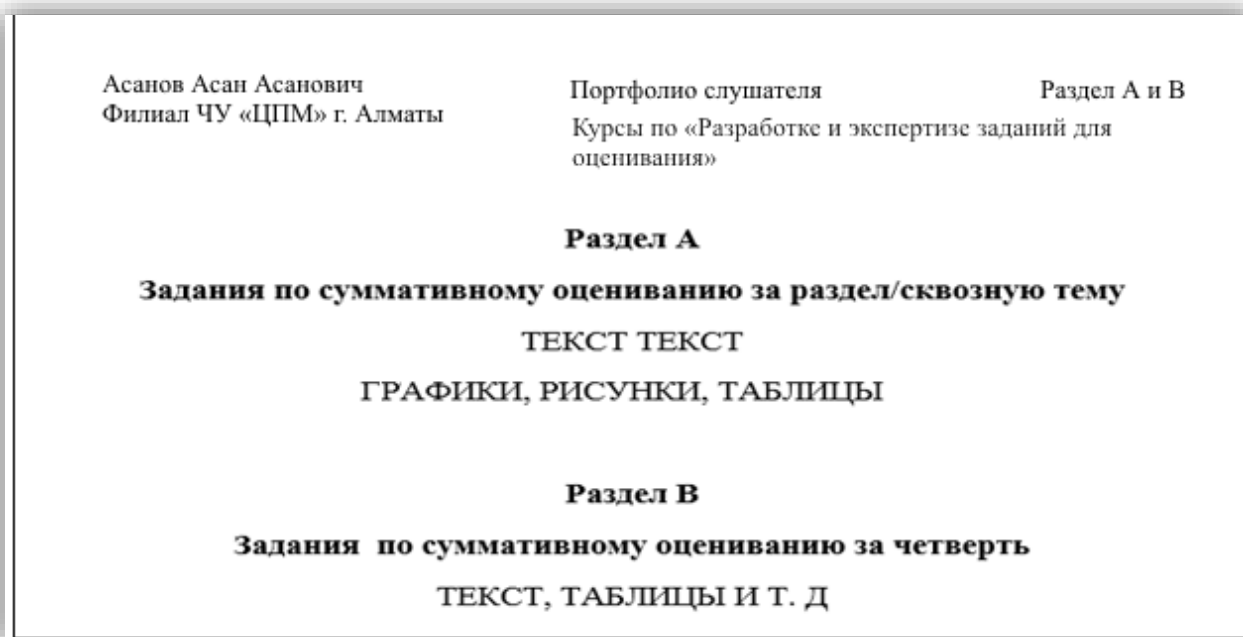 Асанов Асан Асанович
Филиал ЧУ «ЦПМ» г. Алматы
Портфолио слушателя Раздел А и В
Курсы по «Разработке и экспертизе заданий для
оценивания»
Раздел А
Задания по суммативному оцениванию за раздел/сквозную тему
ТЕКСТ ТЕКСТ
ГРАФИКИ, РИСУНКИ, ТАБЛИЦЫ
Раздел В
Задания по суммативному оцениванию за четверть
ТЕКСТ, ТАБЛИЦЫ И Т. Д